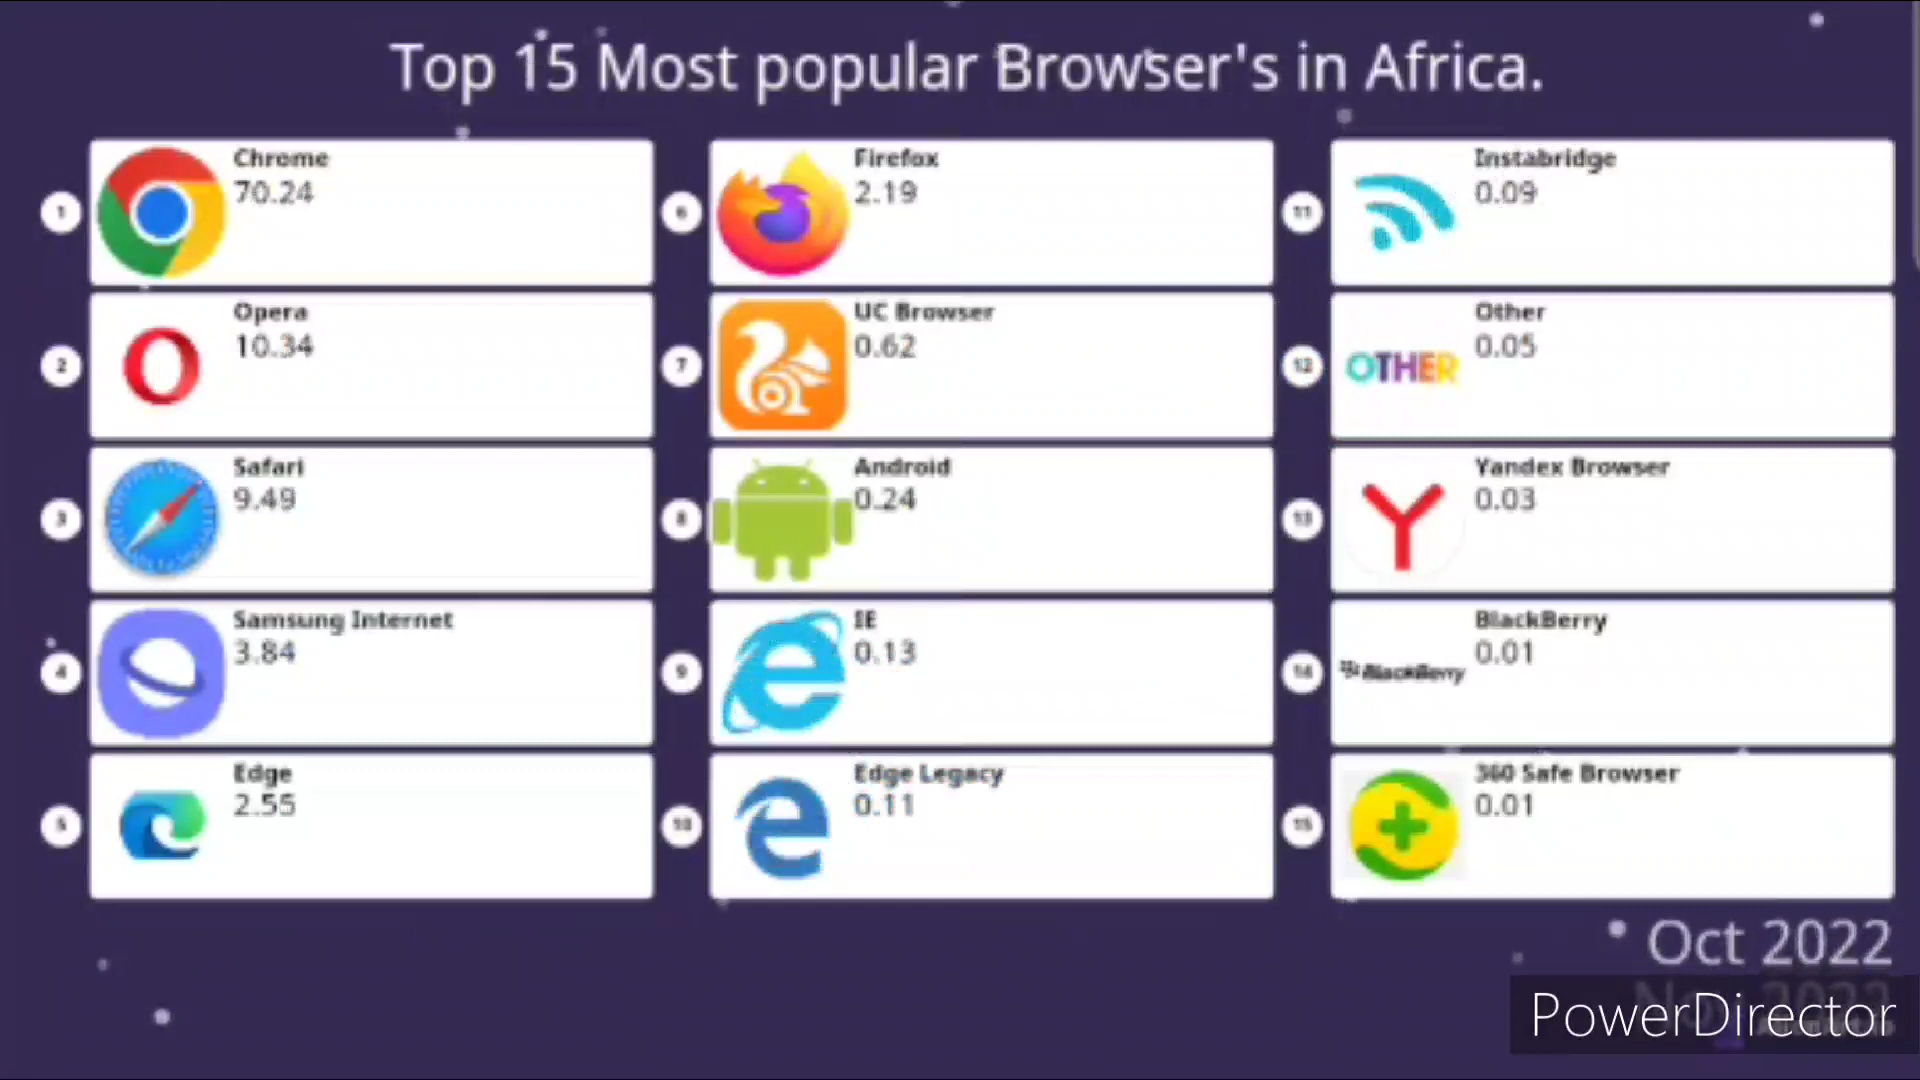 Top 15 Most popular Browser's in Africa.
1
Chrome
70.24
2
Opera
10.34
3
Safari
9.49
4
Samsung Internet
3.84
5
Edge
2.55
6
Firefox
2.19
7
UC Browser
0.62
8
Android
0.24
9
IE
0.13
10
Edge Legacy
0.11
11
Instabridge
0.09
12
OTHER
Other
0.05
13
Yandex Browser
0.03
14
BlackBerry
BlackBerry
0.01
15
360 Safe Browser
0.01
Oct 2022
Nov 2022
PowerDirector